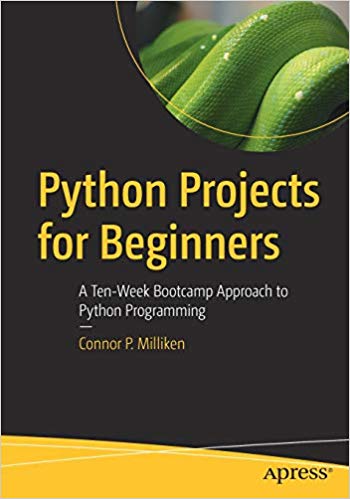 Python Projects
for Beginners
A Ten-Week Bootcamp Approach to
Python Programming
—
Connor P. Milliken
Apress®